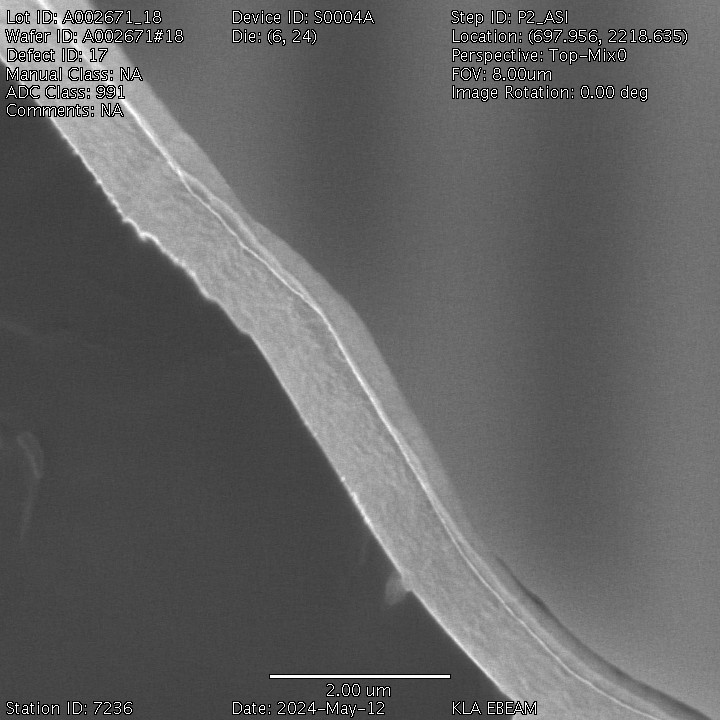 Lot ID: A002671_18
Wafer ID: A002671#18
Defect ID: 17
Manual Class: NA
ADC Class: 991
Comments: NA
Device ID: S0004A
Die: (6, 24)
Step ID: P2_ASI
Location: (697.956, 2218.635)
Perspective: Top-Mix0
FOV: 8.00um
Image Rotation: 0.00 deg
2.00 um
Station ID: 7236
Date: 2024-May-12
KLA EBEAM